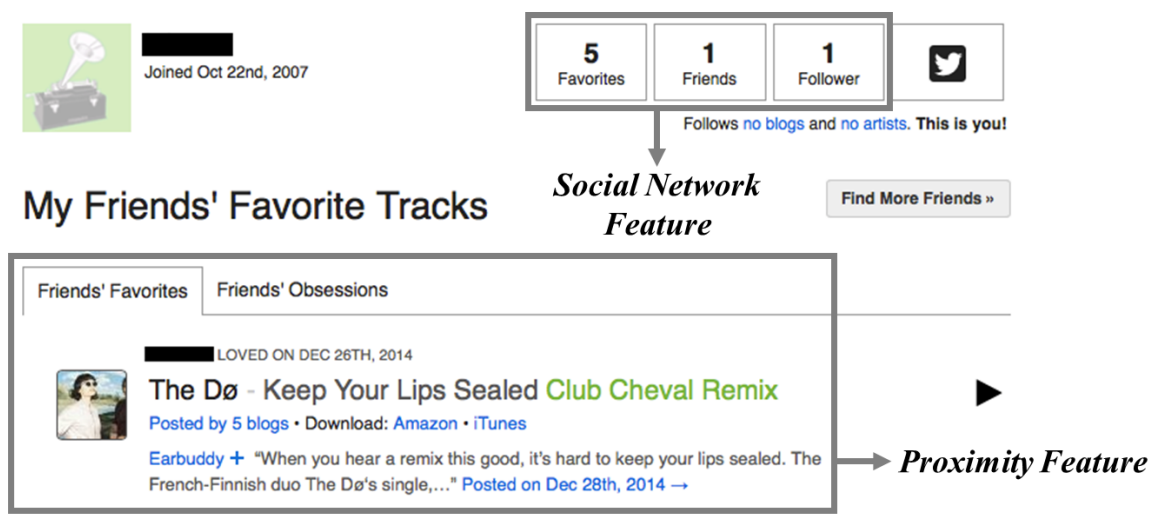 Joined Oct 22nd, 2007
5 1 1
Favorites Friends Follower
Follows no blogs and no artists. This is you!
Social Network
Feature
My Friends' Favorite Tracks
Find More Friends »
Friends' Favorites Friends' Obsessions
LOVED ON DEC 26TH, 2014
The Dø - Keep Your Lips Sealed Club Cheval Remix
Posted by 5 blogs • Download: Amazon • iTunes
Earbuddy + “When you hear a remix this good, it's hard to keep your lips sealed. The
French-Finnish duo The Dø's single,…” Posted on Dec 28th, 2014 →
Proximity Feature